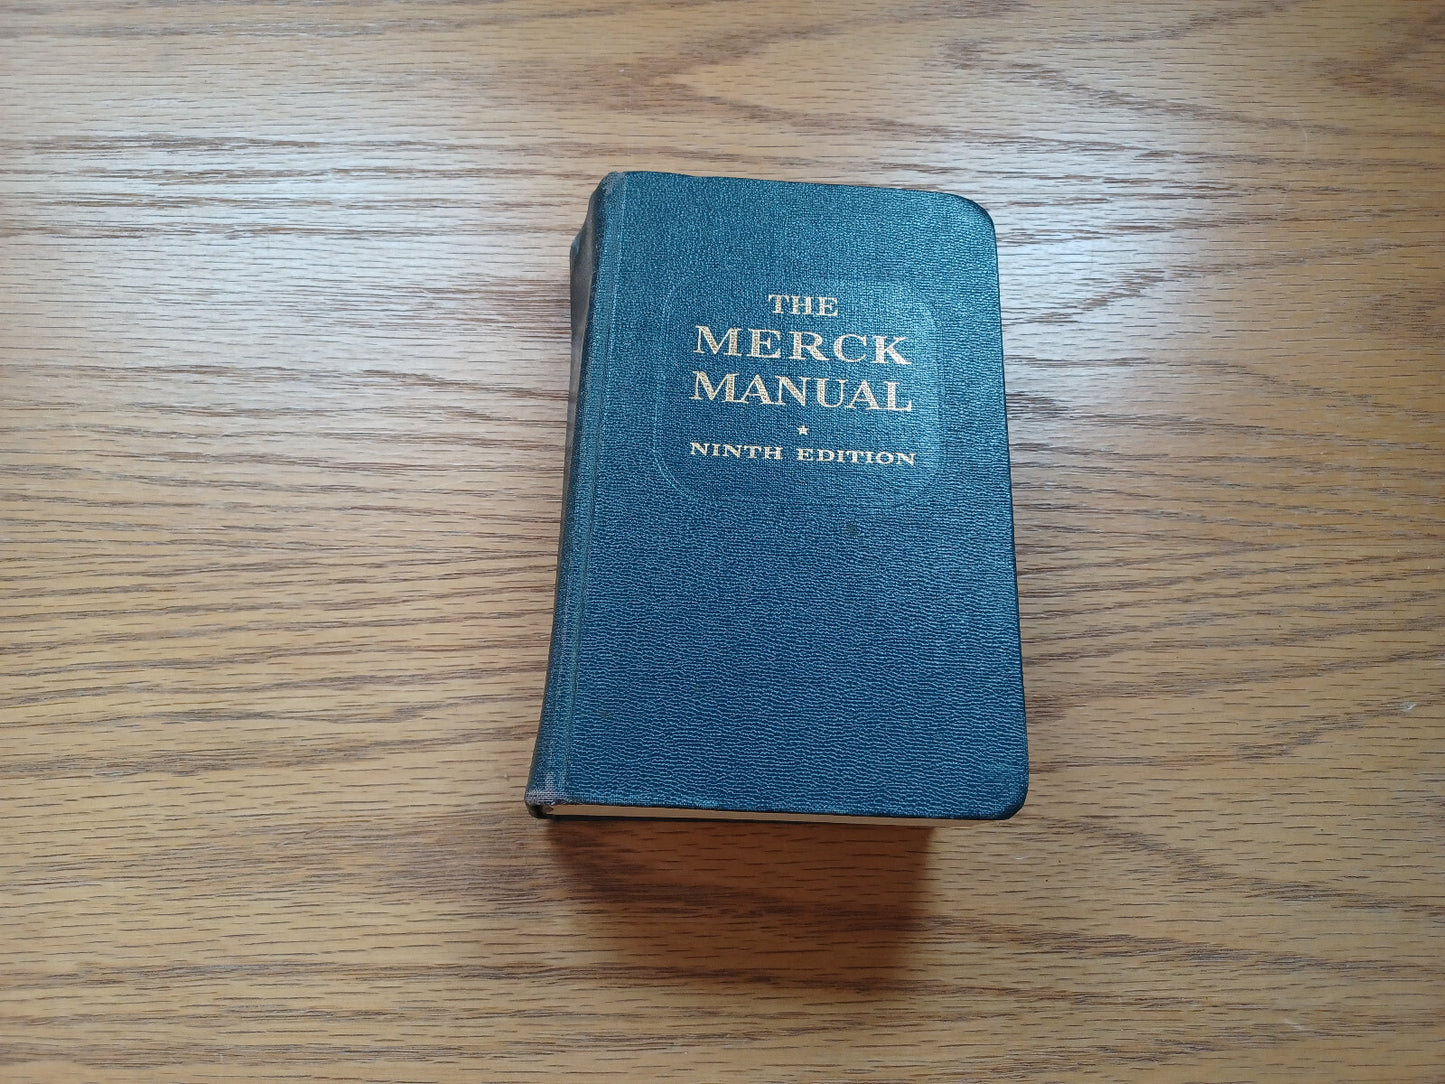 THE
MERCK
MANUAL
★
NINTH EDITION